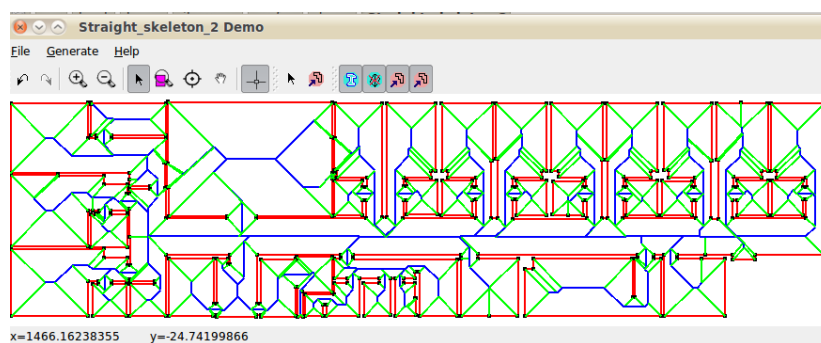 Straight_skeleton_2 Demo
File Generate Help
x=1466.16238355 y=-24.74199866